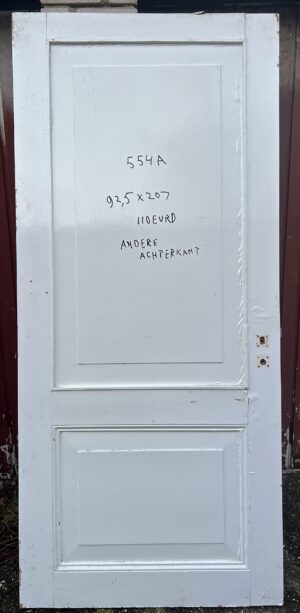 554A
92,5 x 207
110EURO
ANDERE
ACHTERKANT